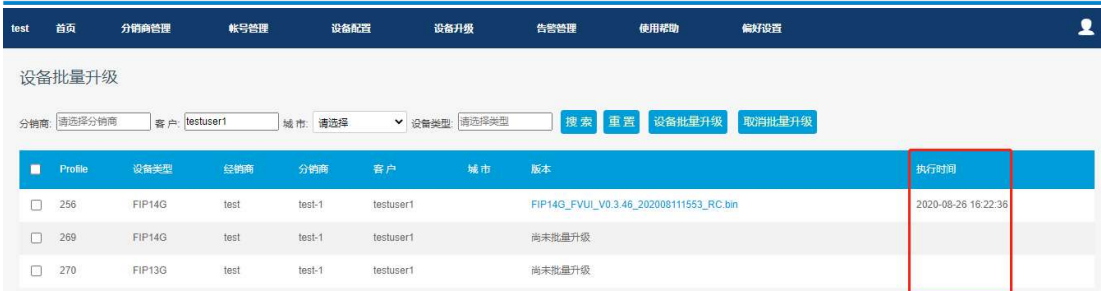 test 首页 分销商管理 帐号管理 设备配置 设备升级 告警管理 使用帮助 偏好设置
设备批量升级
分销商: 请选择分销商 客户: testuser1 城市: 请选择 设备类型: 请选择类型 搜索 重置 设备批量升级 取消批量升级
Profile 设备类型 经销商 分销商 客户 城市 版本 执行时间
256 FIP14G test test-1 testuser1 FIP14G_FVUI_V0.3.46_202008111553_RC.bin 2020-08-26 16:22:36
269 FIP14G test test-1 testuser1 尚未批量升级
270 FIP13G test test-1 testuser1 尚未批量升级